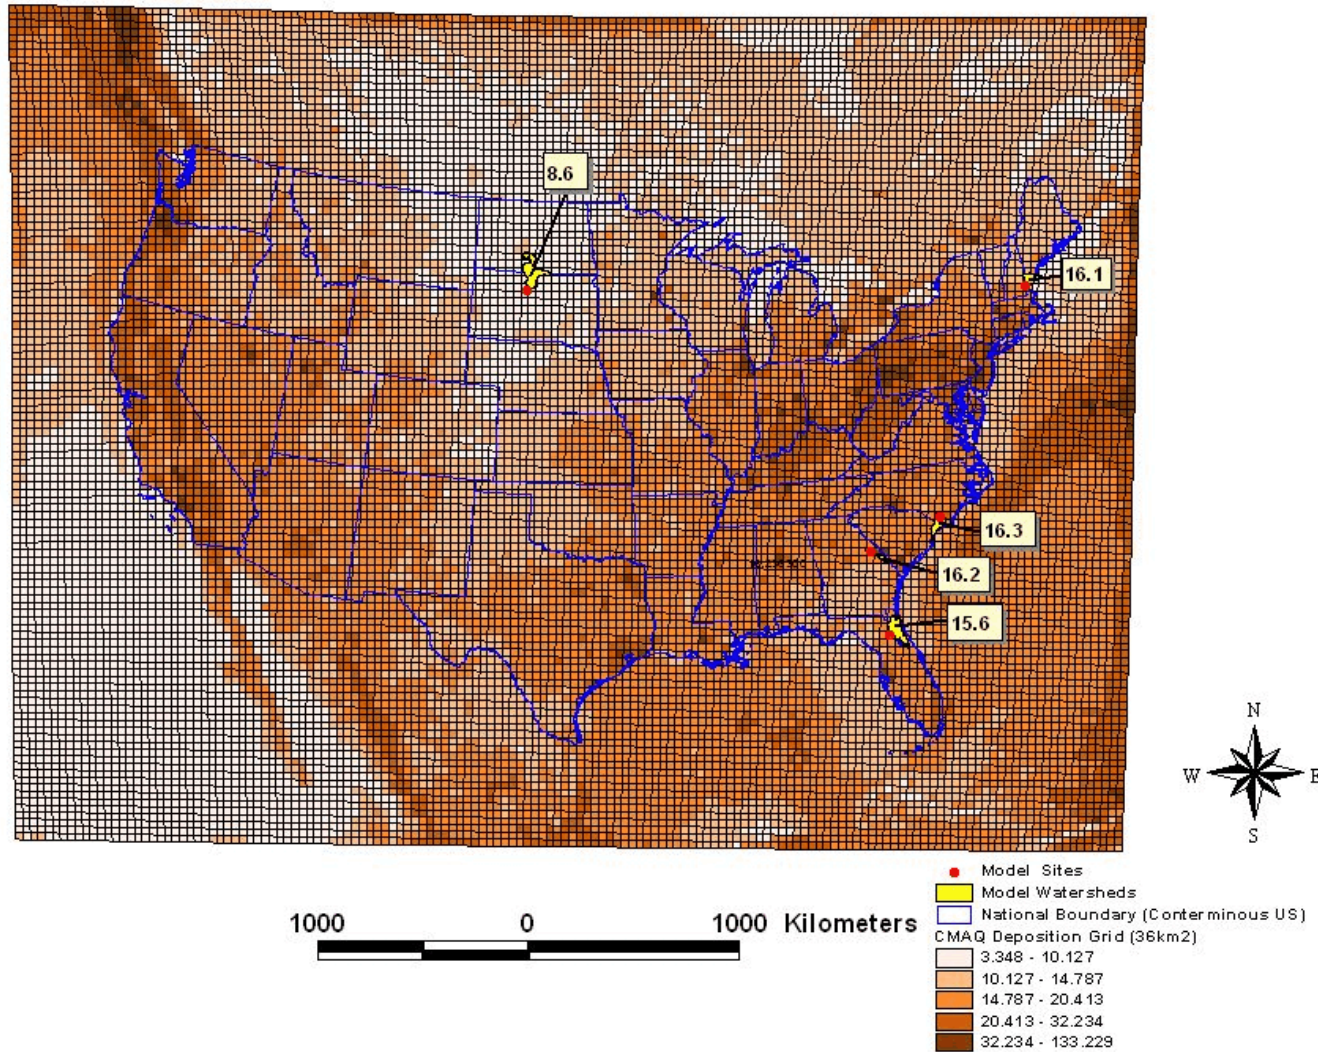 8.6
16.1
16.3
16.2
15.6
N
W
E
S
Model Sites
Model Watersheds
1000 0 1000 Kilometers
National Boundary (Conterminous US)
CMAQ Deposition Grid (36km2)
3.348 - 10.127
10.127 - 14.787
14.787 - 20.413
20.413 - 32.234
32.234 - 133.229